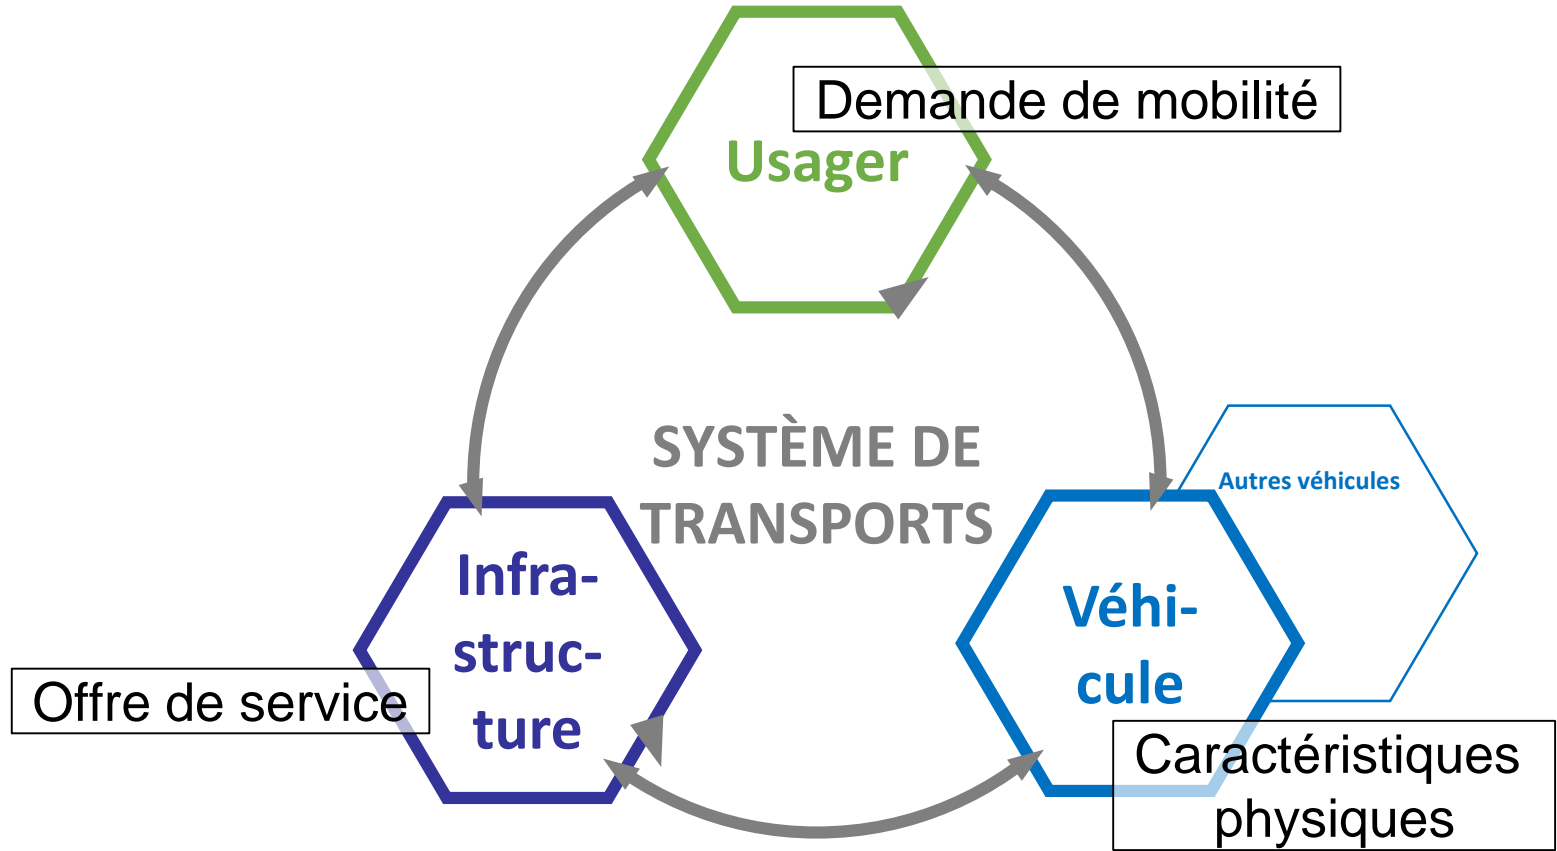 Demande de mobilité
Usager
SYSTÈME DE
TRANSPORTS
Autres véhicules
Infra-
struc-
ture
Véhi-
cule
Offre de service
Caractéristiques
physiques